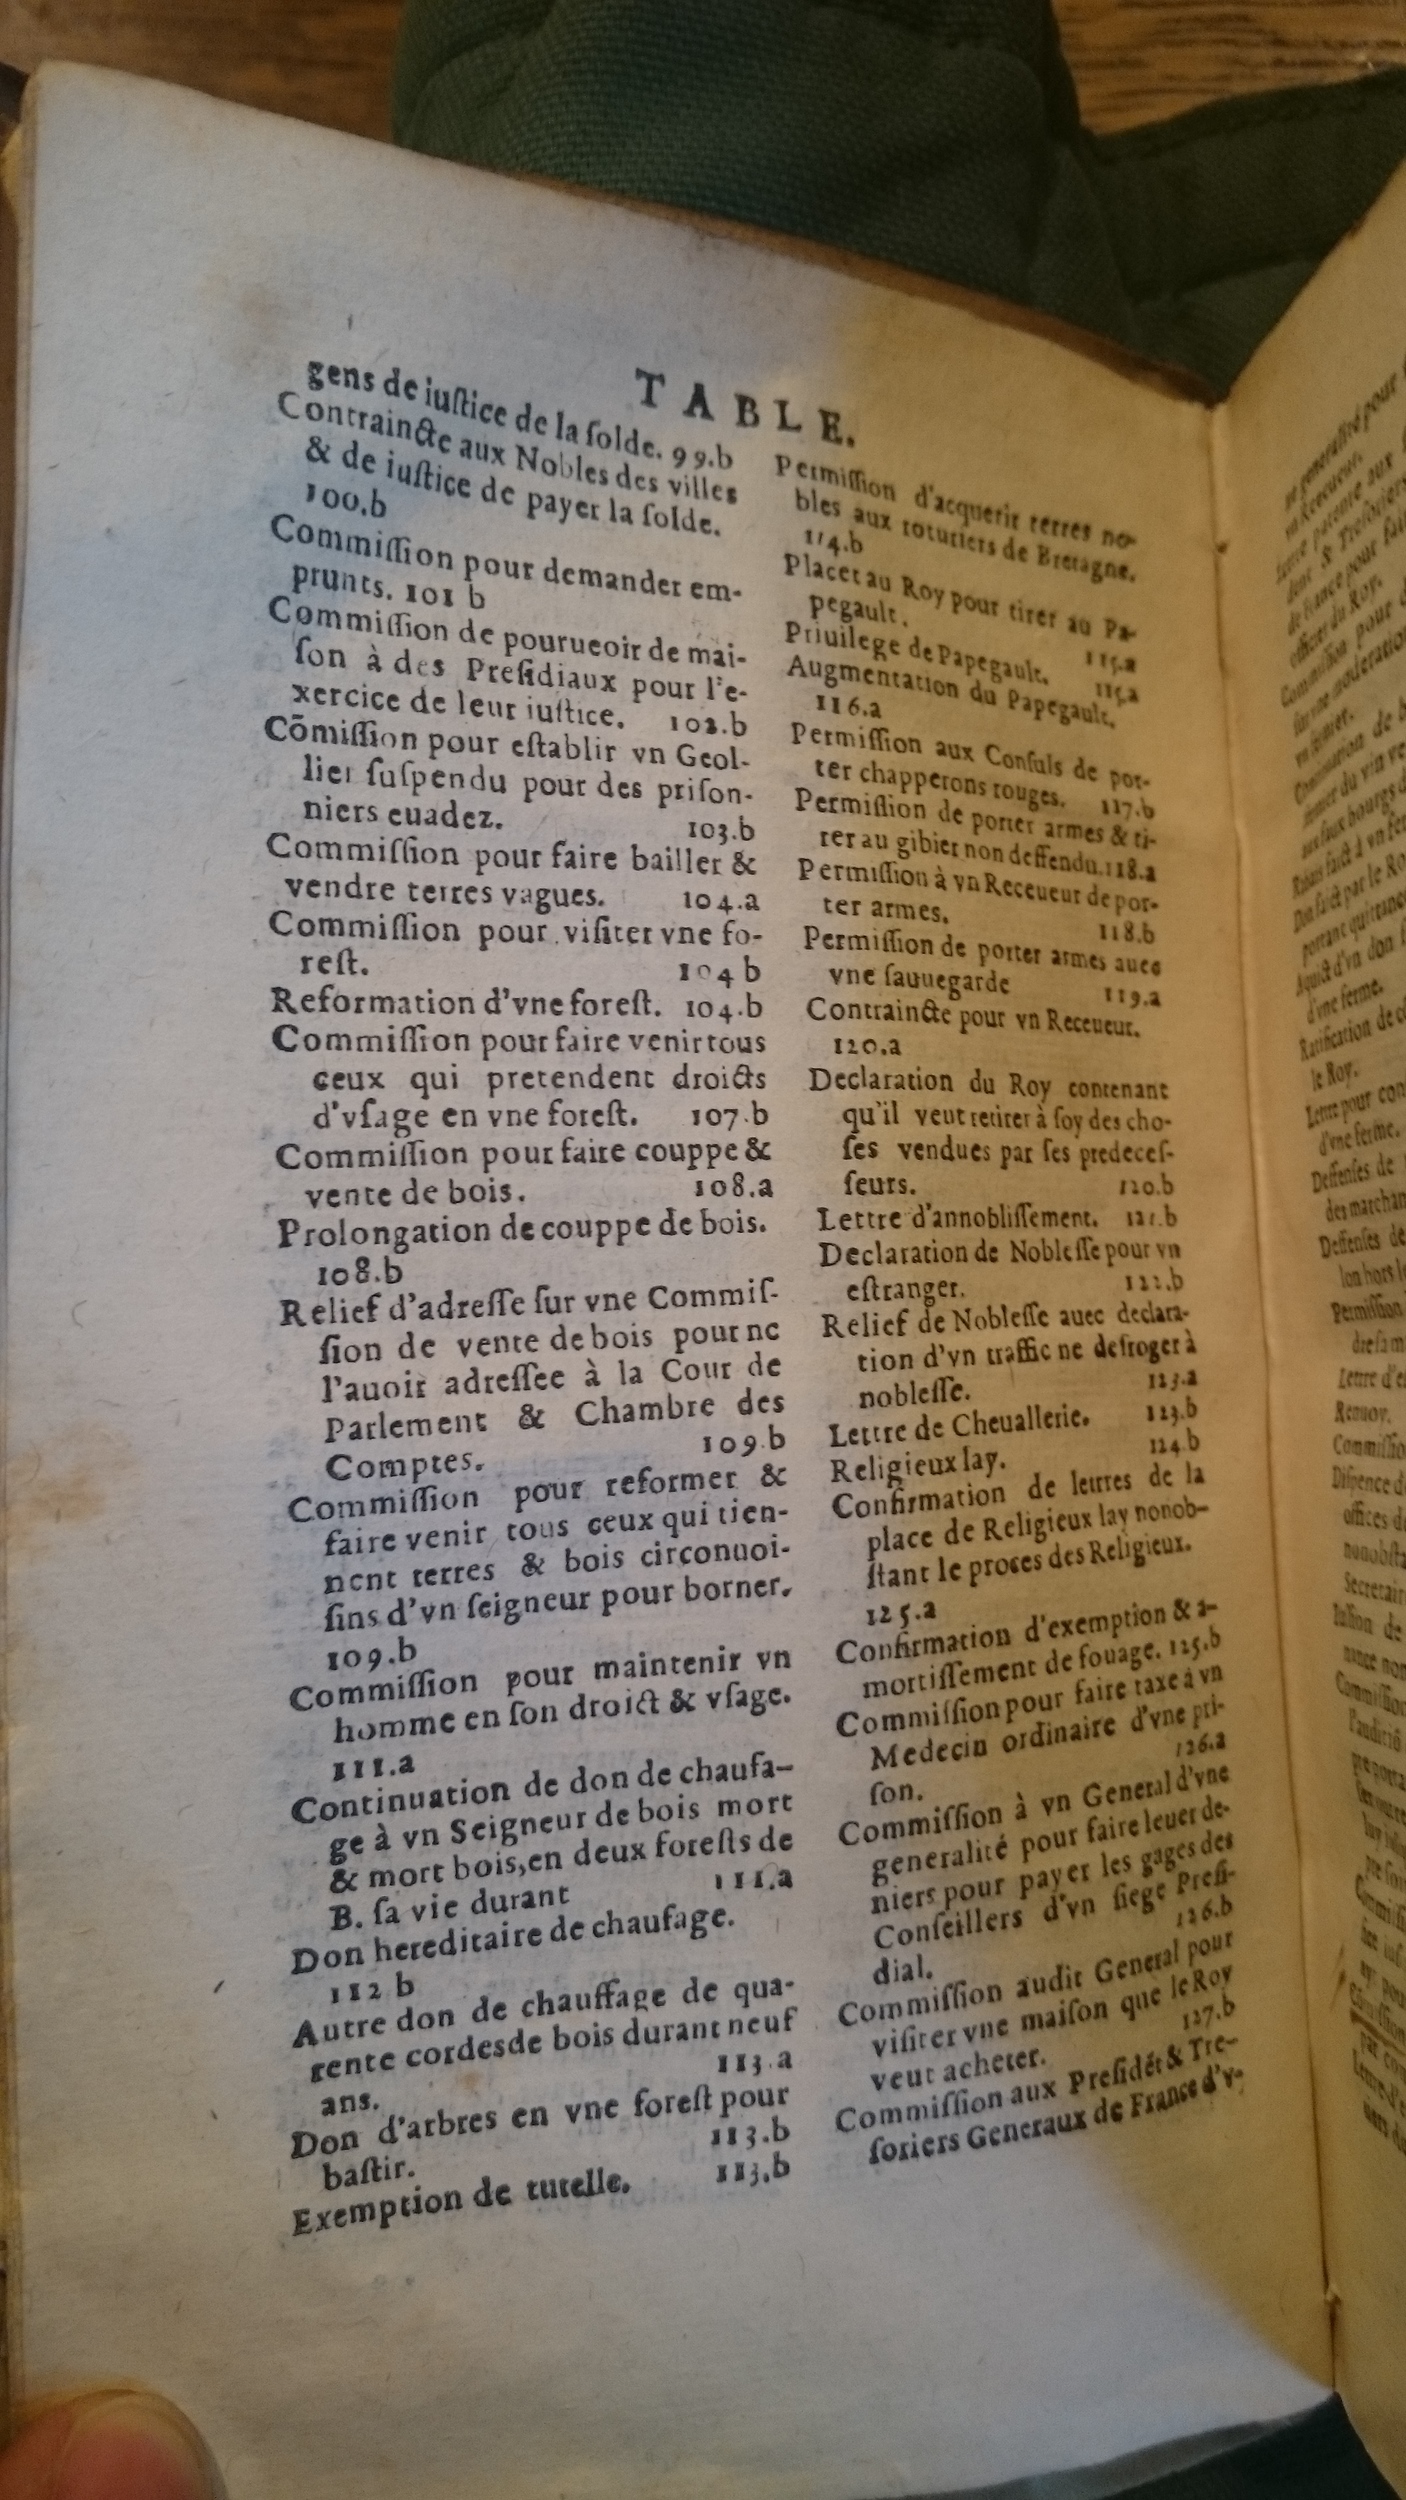 TABLE.
gens de iuſtice de la ſolde. 99.b
Contraincte aux Nobles des villes
& de iuſtice de payer la ſolde.
100.b
Commiſſion pour demander em-
prunts. 101 b
Commiſſion de pourueoir de mai-
ſon à des Preſidiaux pour l'e-
xercice de leur iuſtice. 102.b
Cõmiſſion pour eſtablir vn Geol-
lier ſuſpendu pour des priſon-
niers euadez. 103.b
Commiſſion pour faire bailler &
vendre terres vagues. 104.a
Commiſſion pour viſiter vne fo-
reſt. 104 b
Reformation d'vne foreſt. 104.b
Commiſſion pour faire venir tous
ceux qui pretendent droicts
d'vſage en vne foreſt. 107.b
Commiſſion pour faire couppe &
vente de bois. 108.a
Prolongation de couppe de bois.
108.b
Relief d'adreſſe ſur vne Commiſ-
ſion de vente de bois pour ne
l'auoir adreſſee à la Cour de
Parlement & Chambre des
Comptes. 109.b
Commiſſion pour reformer &
faire venir tous ceux qui tien-
nent terres & bois circonuoi-
ſins d'vn ſeigneur pour borner.
109.b
Commiſſion pour maintenir vn
homme en ſon droict & vſage.
111.a
Continuation de don de chaufa-
ge à vn Seigneur de bois mort
& mort bois,en deux foreſts de
B. ſa vie durant 111.a
Don hereditaire de chaufage.
112 b
Autre don de chauffage de qua-
rente cordesde bois durant neuf
ans. 113.a
Don d'arbres en vne foreſt pour
baſtir. 113.b
Exemption de tutelle. 113.b
Permiſſion d'acquerir terres no-
bles aux roturiers de Bretagne.
114.b
Placet au Roy pour tirer au Pa-
pegault. 115.a
Priuilege de Papegault. 115.a
Augmentation du Papegault.
116.a
Permiſſion aux Conſuls de por-
ter chapperons rouges. 117.b
Permiſſion de porter armes & ti-
rer au gibier non deffendu. 118.a
Permiſſion à vn Receueur de por-
ter armes. 118.b
Permiſſion de porter armes auec
vne ſauuegarde 119.a
Contraincte pour vn Receueur.
120.a
Declaration du Roy contenant
qu'il veut retirer à ſoy des cho-
ſes vendues par ſes predeceſ-
ſeurs. 120.b
Lettre d'annobliſſement. 121.b
Declaration de Nobleſſe pour vn
eſtranger. 122.b
Relief de Nobleſſe auec declara-
tion d'vn traffic ne deſroger à
nobleſſe. 123.a
Lettre de Cheuallerie. 123.b
Religieux lay. 124.b
Confirmation de lettres de la
place de Religieux lay nonob-
ſtant le proces des Religieux.
125.a
Confirmation d'exemption & a-
mortiſſement de fouage. 125.b
Commiſſion pour faire taxe à vn
Medecin ordinaire d'vne pri-
ſon. 126.a
Commiſſion à vn General d'vne
generalité pour faire leuer de-
niers pour payer les gages des
Conſeillers d'vn ſiege Preſi-
dial. 126.b
Commiſſion audit General pour
viſiter vne maiſon que le Roy
veut acheter. 127.b
Commiſſion aux Preſidẽt & Tre-
ſoriers Generaux de France d'v-